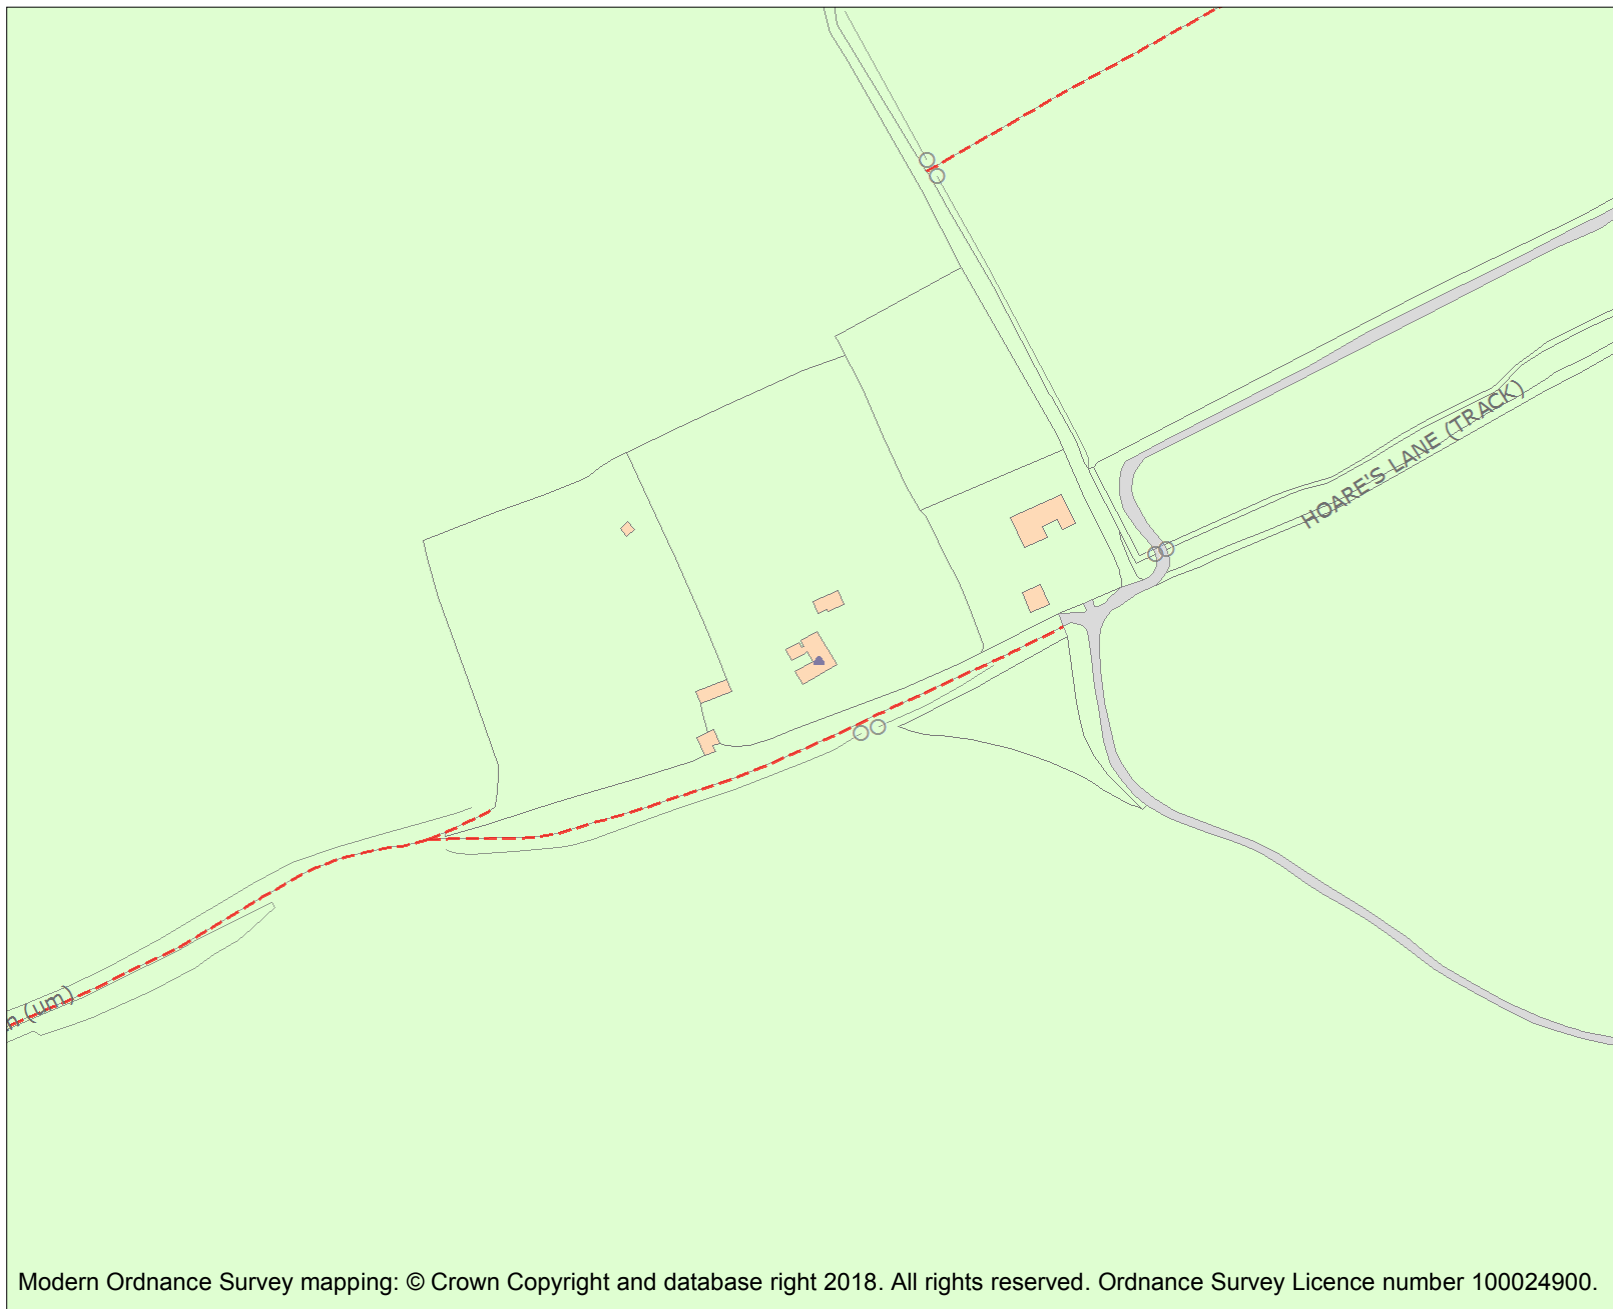 HOARE'S LANE (TRACK)
(um)
Modern Ordnance Survey mapping: © Crown Copyright and database right 2018. All rights reserved. Ordnance Survey Licence number 100024900.